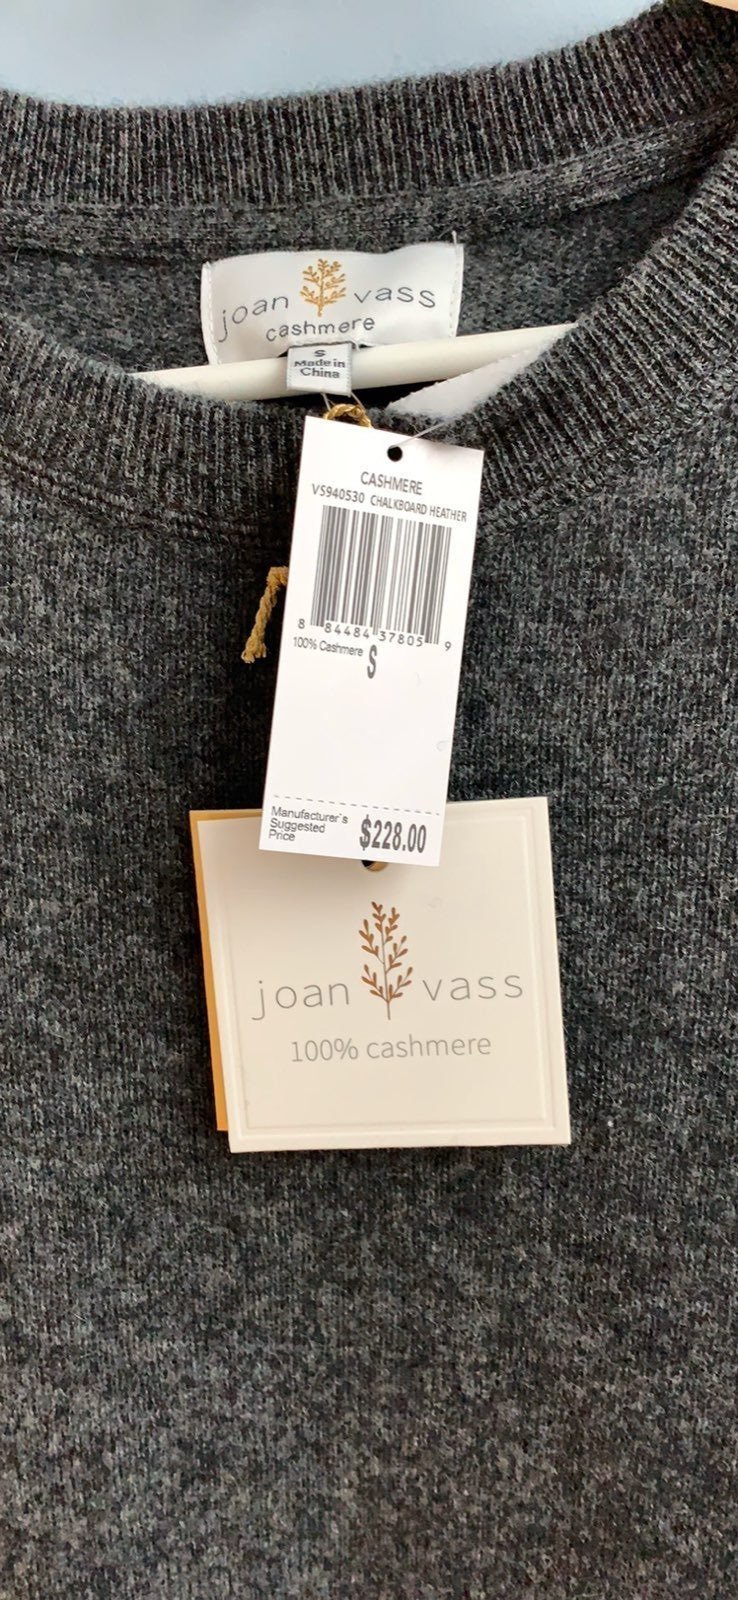 joan vass
cashmere
S
Made in
China
CASHMERE
VS940530 CHALKBOARD HEATHER
8 84484 37805 9
100% Cashmere S
Manufacturer's
Suggested
Price $228.00
joan vass
100% cashmere